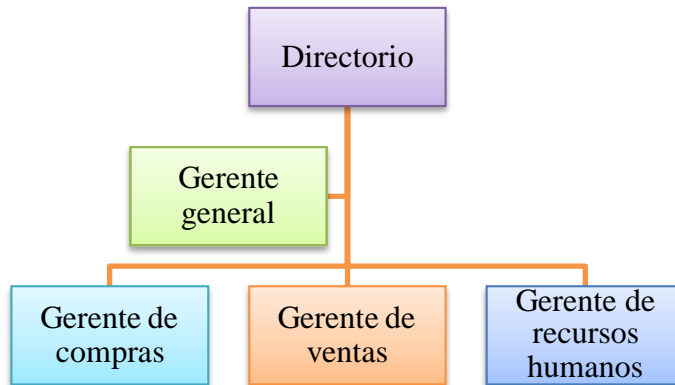 Directorio
Gerente
general
Gerente de
compras
Gerente de
ventas
Gerente de
recursos
humanos